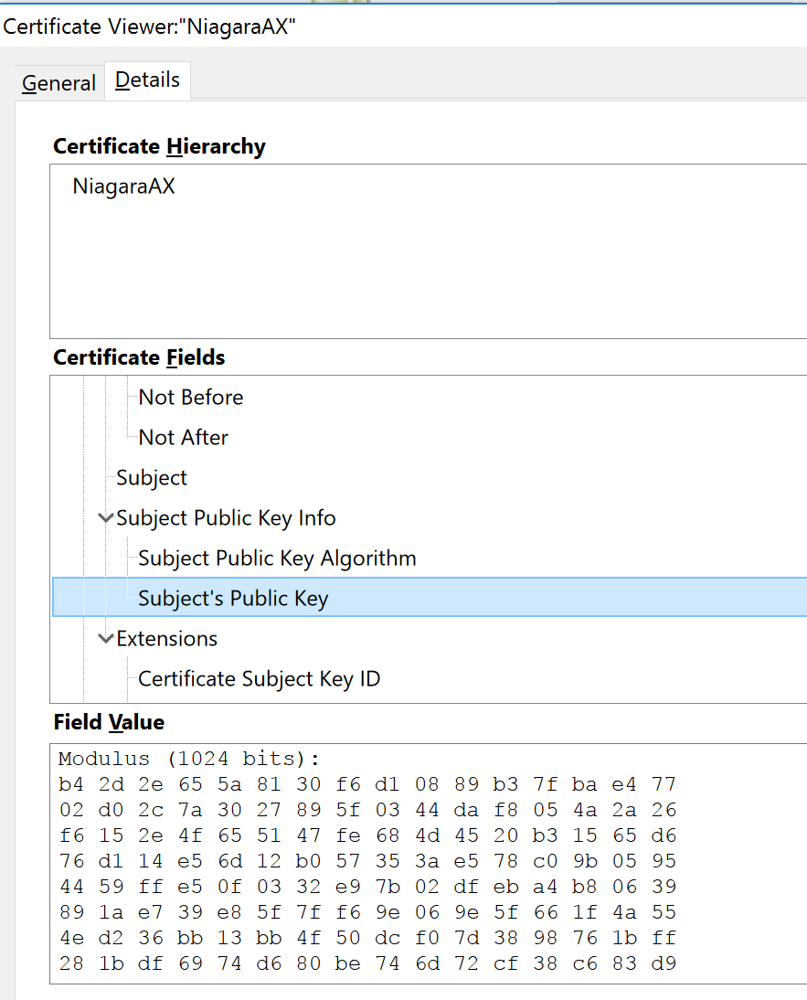 Certificate Viewer:"NiagaraAX"
General Details
Certificate Hierarchy
NiagaraAX
Certificate Fields
Not Before
Not After
Subject
Subject Public Key Info
Subject Public Key Algorithm
Subject's Public Key
Extensions
Certificate Subject Key ID
Field Value
Modulus (1024 bits):
b4 2d 2e 65 5a 81 30 f6 d1 08 89 b3 7f ba e4 77
02 d0 2c 7a 30 27 89 5f 03 44 da f8 05 4a 2a 26
f6 15 2e 4f 65 51 47 fe 68 4d 45 20 b3 15 65 d6
76 d1 14 e5 6d 12 b0 57 35 3a e5 78 c0 9b 05 95
44 59 ff e5 0f 03 32 e9 7b 02 df eb a4 b8 06 39
89 1a e7 39 e8 5f 7f f6 9e 06 9e 5f 66 1f 4a 55
4e d2 36 bb 13 bb 4f 50 dc f0 7d 38 98 76 1b ff
28 1b df 69 74 d6 80 be 74 6d 72 cf 38 c6 83 d9